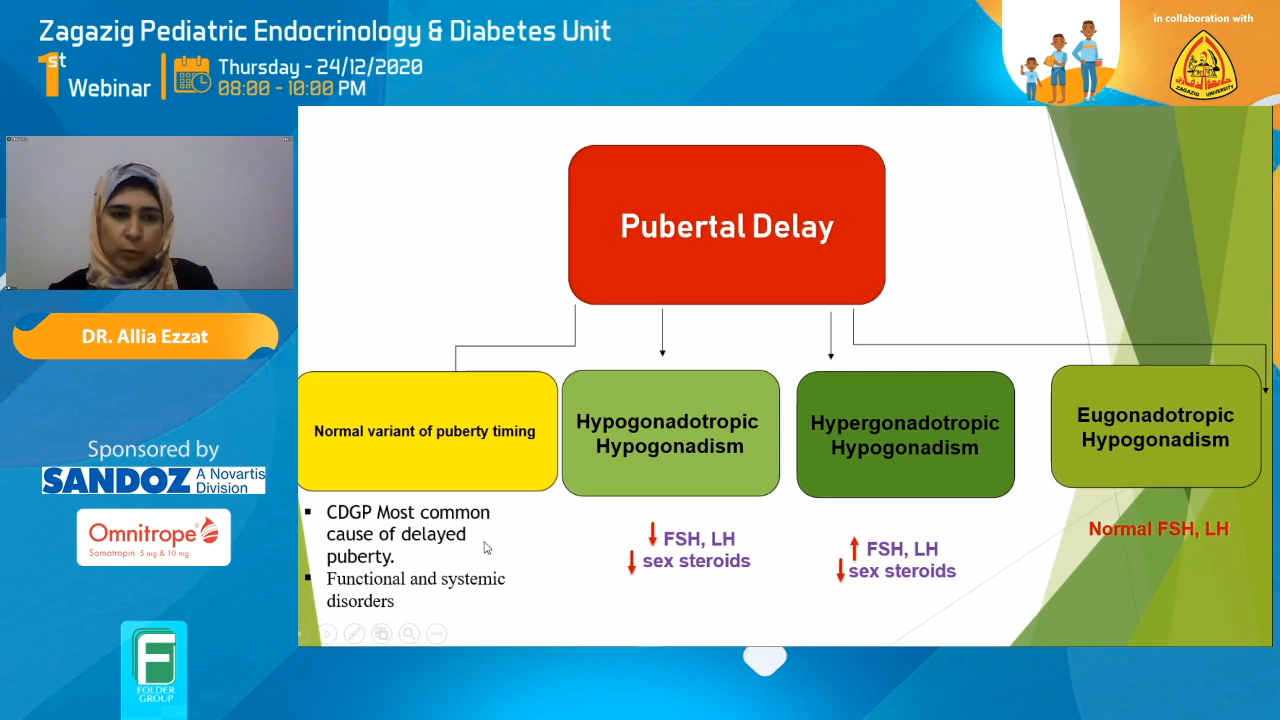 Zagazig Pediatric Endocrinology & Diabetes Unit
1st Webinar
Thursday - 24/12/2020
08:00 - 10:00 PM
in collaboration with
ZAGAZIG UNIVERSITY
DR. Allia Ezzat
Sponsored by
SANDOZ A Novartis
Division
Omnitrope®
Somatropin 5 mg & 10 mg
FOLDER
GROUP
Pubertal Delay
Normal variant of puberty timing
▪ CDGP Most common
cause of delayed
puberty.
▪ Functional and systemic
disorders
Hypogonadotropic
Hypogonadism
↓ FSH, LH
↓ sex steroids
Hypergonadotropic
Hypogonadism
↑ FSH, LH
↓ sex steroids
Eugonadotropic
Hypogonadism
Normal FSH, LH